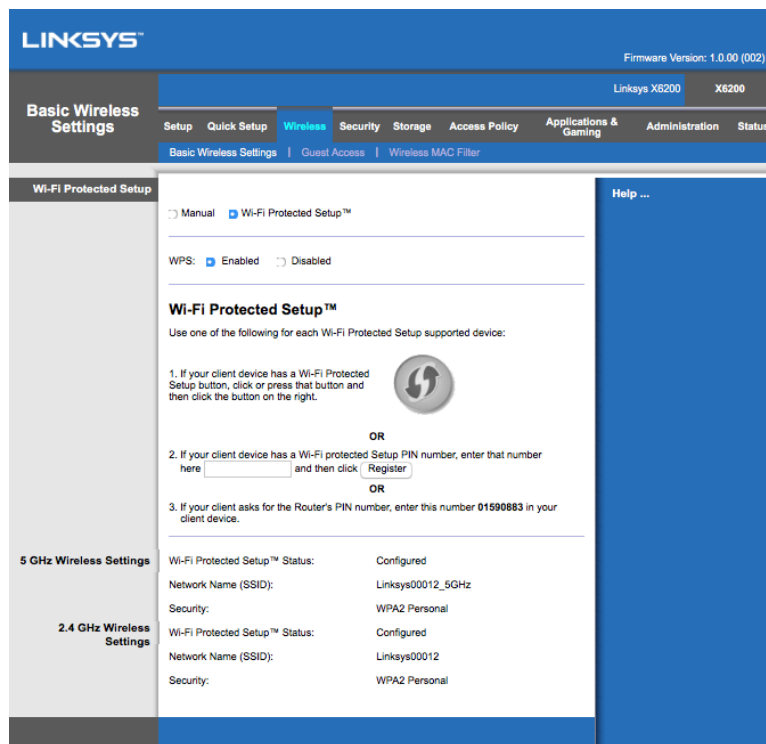 LINKSYS™
Firmware Version: 1.0.00 (002)
Linksys X6200 X6200
Basic Wireless
Settings
Setup Quick Setup Wireless Security Storage Access Policy Applications &
Gaming Administration Status
Basic Wireless Settings | Guest Access | Wireless MAC Filter
Wi-Fi Protected Setup
Help ...
Manual Wi-Fi Protected Setup™
WPS: Enabled Disabled
Wi-Fi Protected Setup™
Use one of the following for each Wi-Fi Protected Setup supported device:
1. If your client device has a Wi-Fi Protected
Setup button, click or press that button and
then click the button on the right.
OR
2. If your client device has a Wi-Fi protected Setup PIN number, enter that number
here and then click Register
OR
3. If your client asks for the Router's PIN number, enter this number 01590883 in your
client device.
5 GHz Wireless Settings
Wi-Fi Protected Setup™ Status: Configured
Network Name (SSID): Linksys00012_5GHz
Security: WPA2 Personal
2.4 GHz Wireless
Settings
Wi-Fi Protected Setup™ Status: Configured
Network Name (SSID): Linksys00012
Security: WPA2 Personal